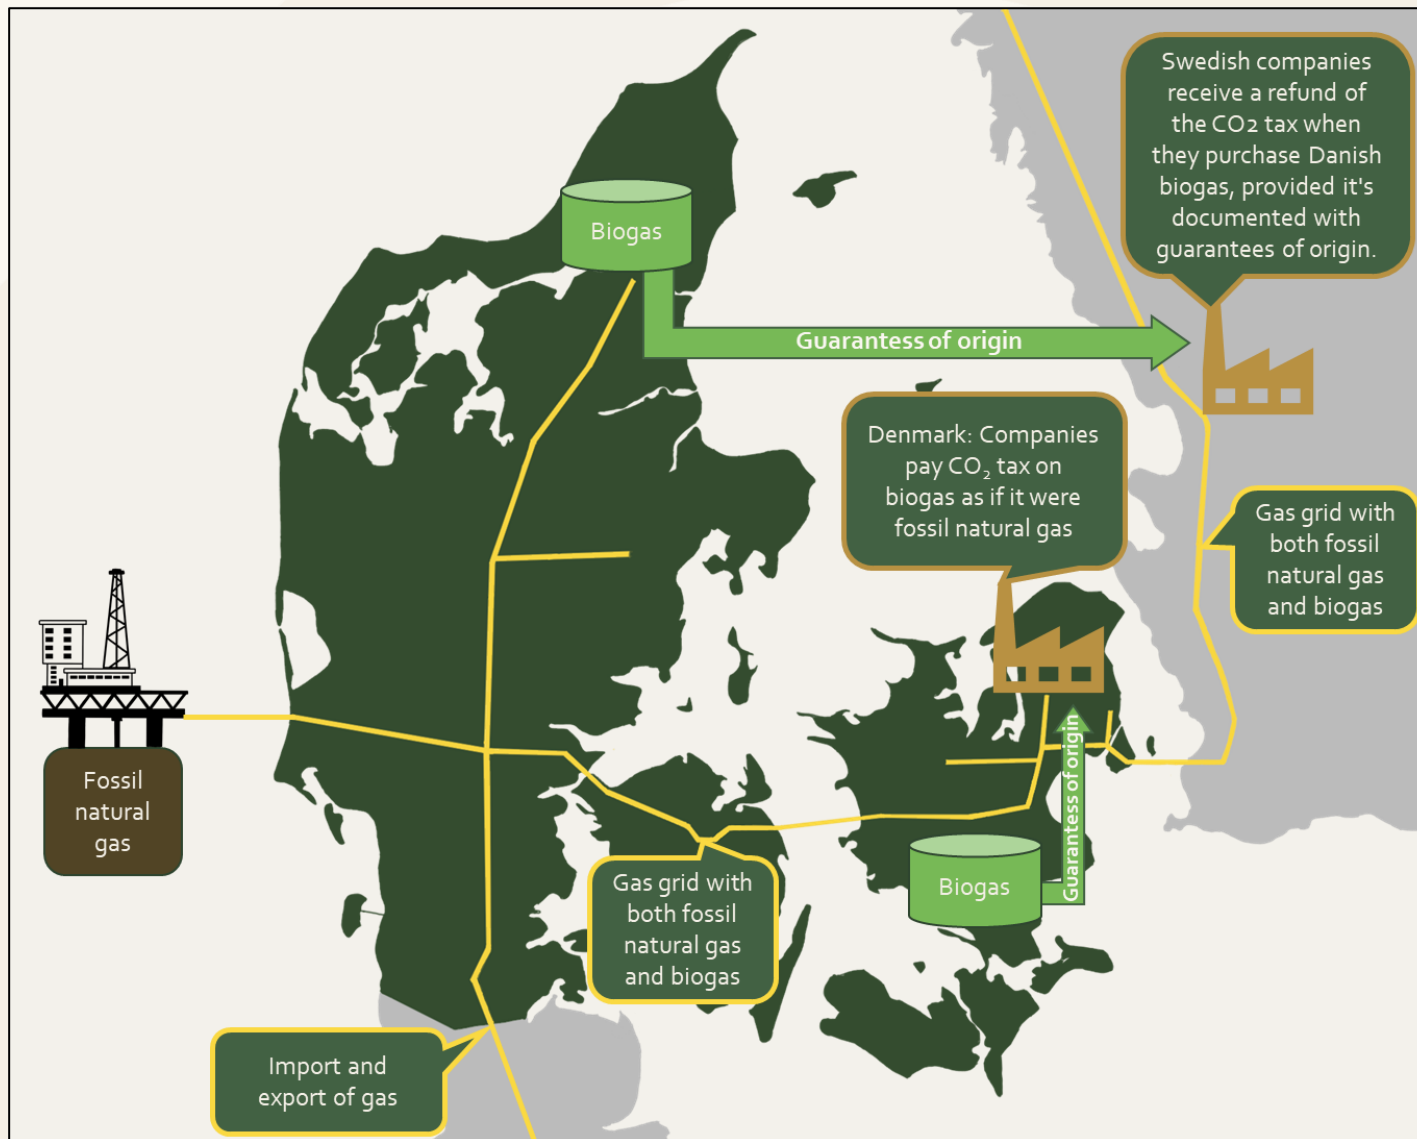 Swedish companies
receive a refund of
the CO2 tax when
they purchase Danish
biogas, provided it's
documented with
guarantees of origin.
Biogas
Guarantess of origin
Denmark: Companies
pay CO₂ tax on
biogas as if it were
fossil natural gas
Gas grid with
both fossil
natural gas
and biogas
Fossil
natural
gas
Guarantess of origin
Biogas
Gas grid with
both fossil
natural gas
and biogas
Import and
export of gas